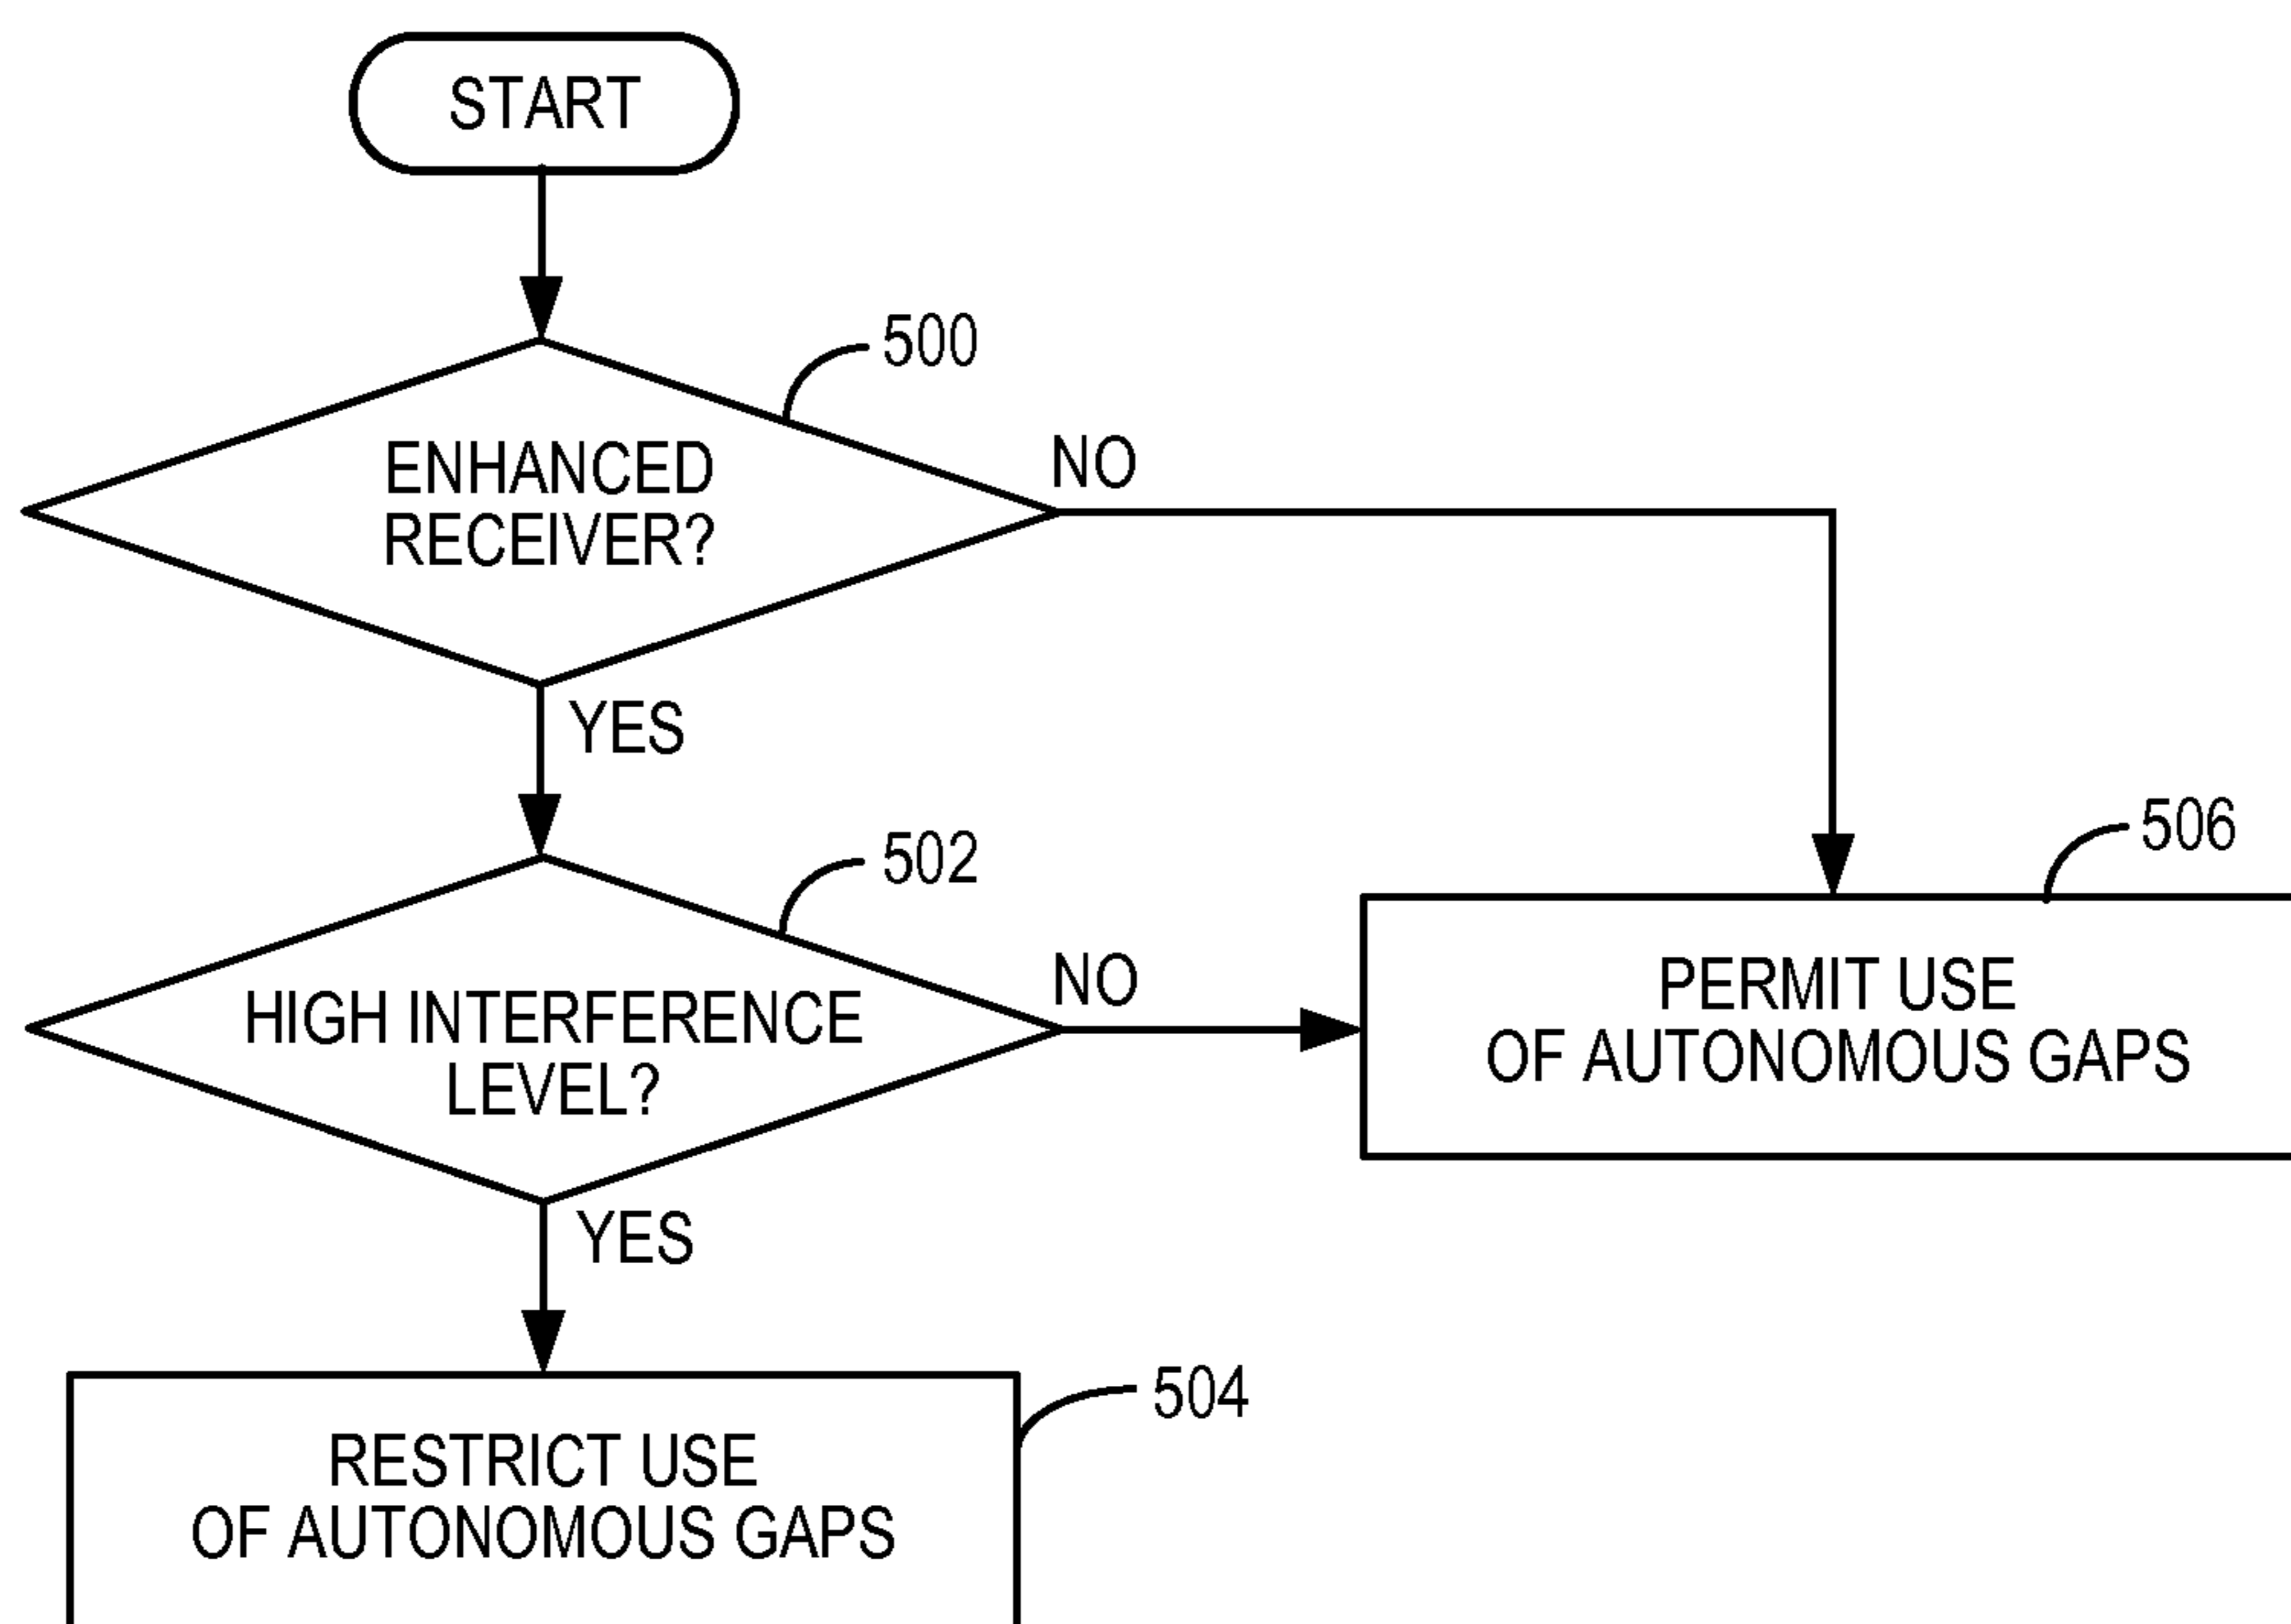 START
500
ENHANCED
RECEIVER?
NO
YES
502
506
HIGH INTERFERENCE
LEVEL?
NO
PERMIT USE
OF AUTONOMOUS GAPS
YES
504
RESTRICT USE
OF AUTONOMOUS GAPS